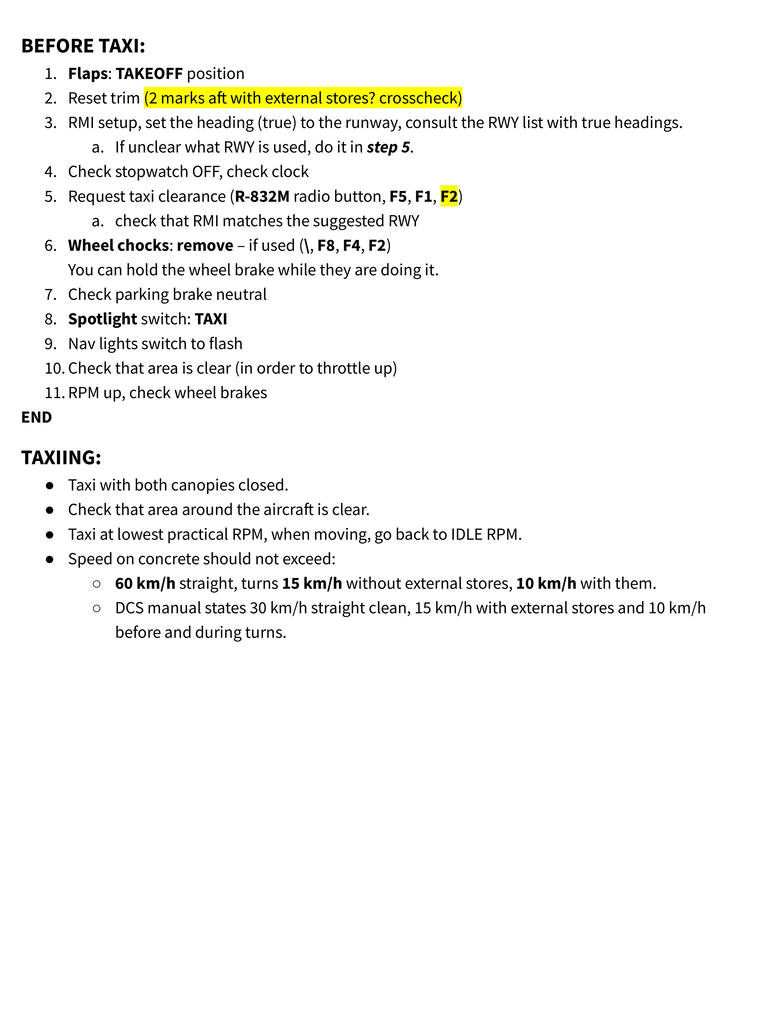 BEFORE TAXI:
1. Flaps: TAKEOFF position
2. Reset trim (2 marks aft with external stores? crosscheck)
3. RMI setup, set the heading (true) to the runway, consult the RWY list with true headings.
a. If unclear what RWY is used, do it in step 5.
4. Check stopwatch OFF, check clock
5. Request taxi clearance (R-832M radio button, F5, F1, F2)
a. check that RMI matches the suggested RWY
6. Wheel chocks: remove – if used (\, F8, F4, F2)
You can hold the wheel brake while they are doing it.
7. Check parking brake neutral
8. Spotlight switch: TAXI
9. Nav lights switch to flash
10. Check that area is clear (in order to throttle up)
11. RPM up, check wheel brakes
END
TAXIING:
● Taxi with both canopies closed.
● Check that area around the aircraft is clear.
● Taxi at lowest practical RPM, when moving, go back to IDLE RPM.
● Speed on concrete should not exceed:
○ 60 km/h straight, turns 15 km/h without external stores, 10 km/h with them.
○ DCS manual states 30 km/h straight clean, 15 km/h with external stores and 10 km/h
before and during turns.